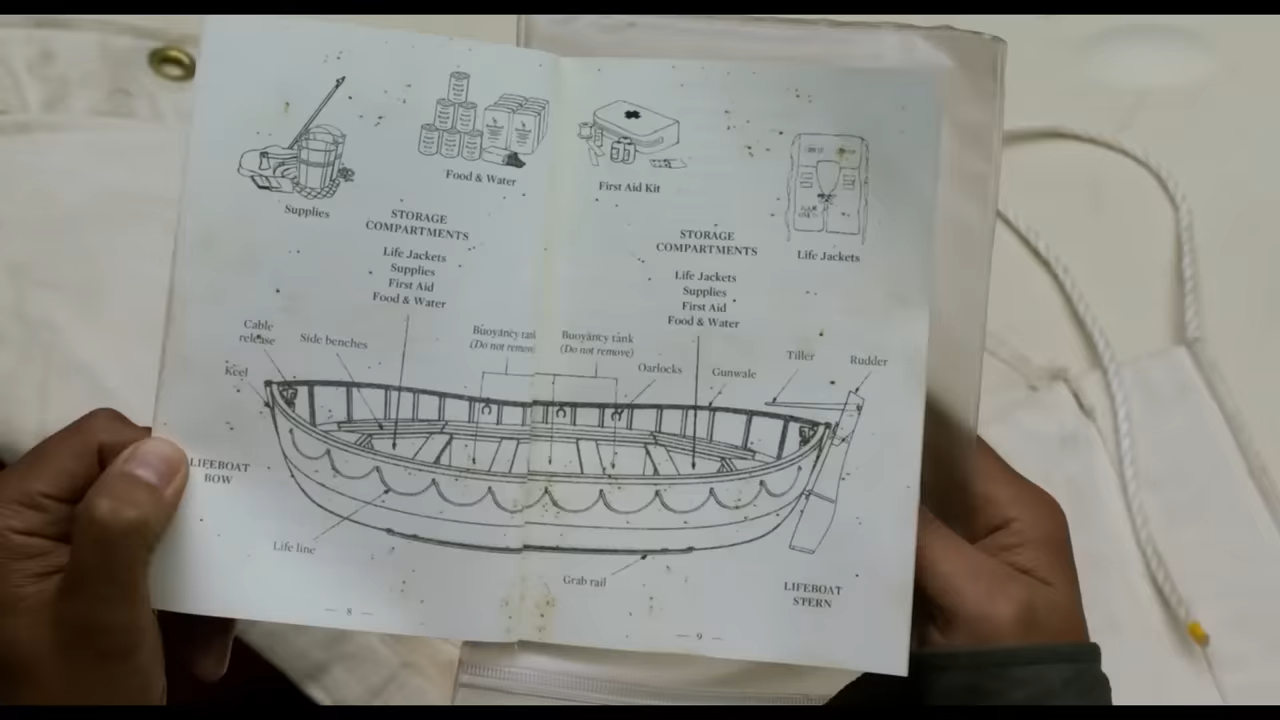 Supplies
Food & Water
STORAGE
COMPARTMENTS
Life Jackets
Supplies
First Aid
Food & Water
Cable
release
Side benches
Keel
Buoyancy tank
(Do not remove)
LIFEBOAT
BOW
Life line
— 8 —
First Aid Kit
Life Jackets
STORAGE
COMPARTMENTS
Life Jackets
Supplies
First Aid
Food & Water
Buoyancy tank
(Do not remove)
Oarlocks
Gunwale
Tiller
Rudder
Grab rail
LIFEBOAT
STERN
— 9 —